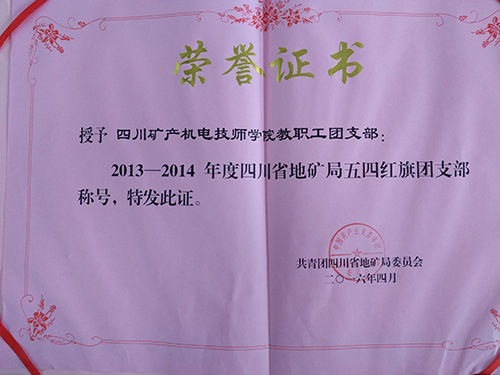 荣誉证书
授予 四川矿产机电技师学院教职工团支部：
2013—2014 年度四川省地矿局五四红旗团支部
称号，特发此证。
共青团四川省地矿局委员会
二〇一六年四月